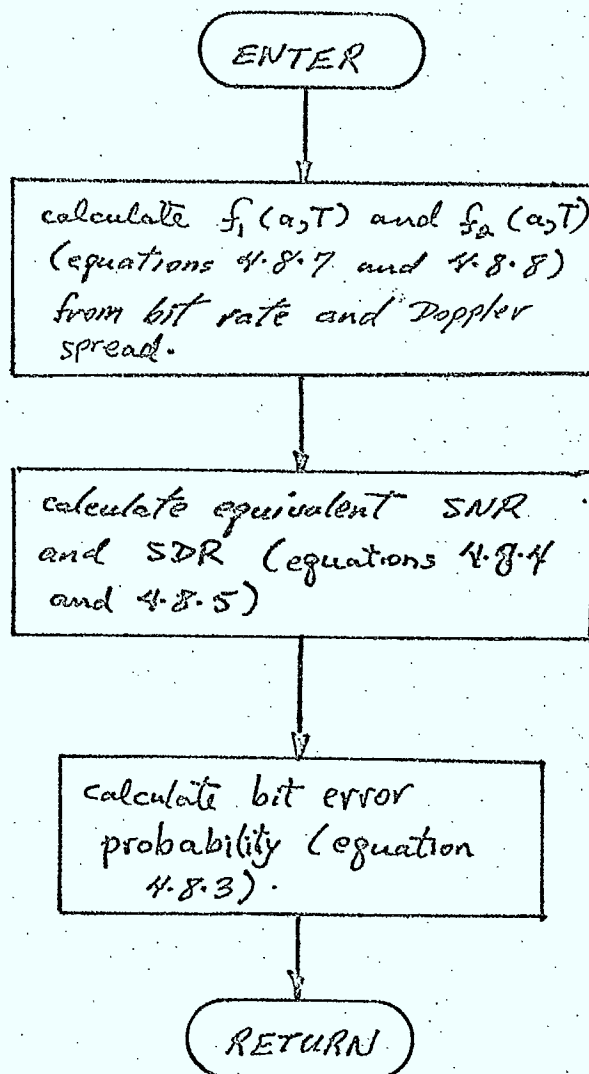 ENTER
calculate f₁(a,T) and f₂(a,T)
(equations 4.8.7 and 4.8.8)
from bit rate and Doppler
spread.
calculate equivalent SNR
and SDR (equations 4.8.4
and 4.8.5)
calculate bit error
probability (equation
4.8.3).
RETURN